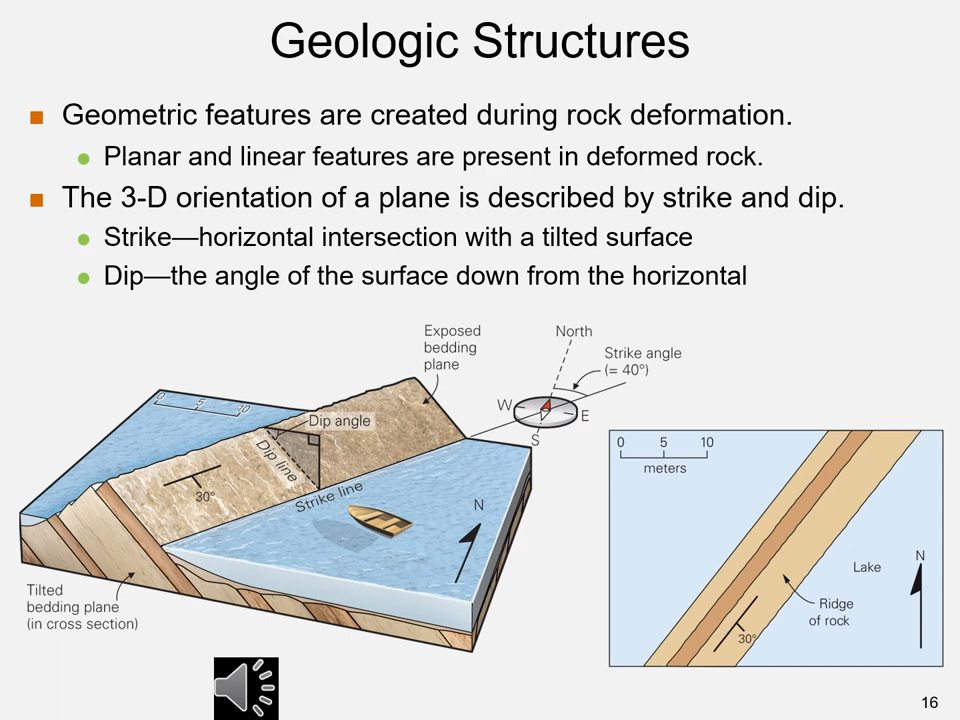 Geologic Structures
Geometric features are created during rock deformation.
Planar and linear features are present in deformed rock.
The 3-D orientation of a plane is described by strike and dip.
Strike—horizontal intersection with a tilted surface
Dip—the angle of the surface down from the horizontal
Exposed
bedding
plane
North
Strike angle
(= 40°)
W
E
S
0
5
10
Dip angle
Dip line
30°
Strike line
N
Tilted
bedding plane
(in cross section)
0 5 10
meters
Lake
N
Ridge
of rock
30°
16